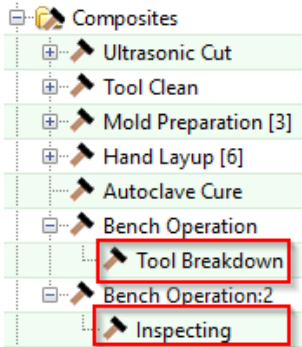 Composites
Ultrasonic Cut
Tool Clean
Mold Preparation [3]
Hand Layup [6]
Autoclave Cure
Bench Operation
Tool Breakdown
Bench Operation:2
Inspecting